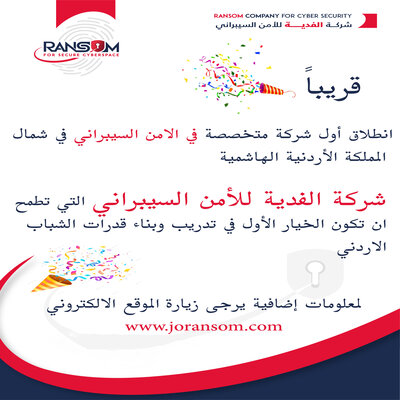 RANSOM COMPANY FOR CYBER SECURITY
شركة الفدية للأمن السيبراني
RANSOM
FOR SECURE CYBERSPACE
قريباً
انطلاق أول شركة متخصصة في الامن السيبراني في شمال
المملكة الأردنية الهاشمية
شركة الفدية للأمن السيبراني التي تطمح
ان تكون الخيار الأول في تدريب وبناء قدرات الشباب
الاردني
لمعلومات إضافية يرجى زيارة الموقع الالكتروني
www.joransom.com